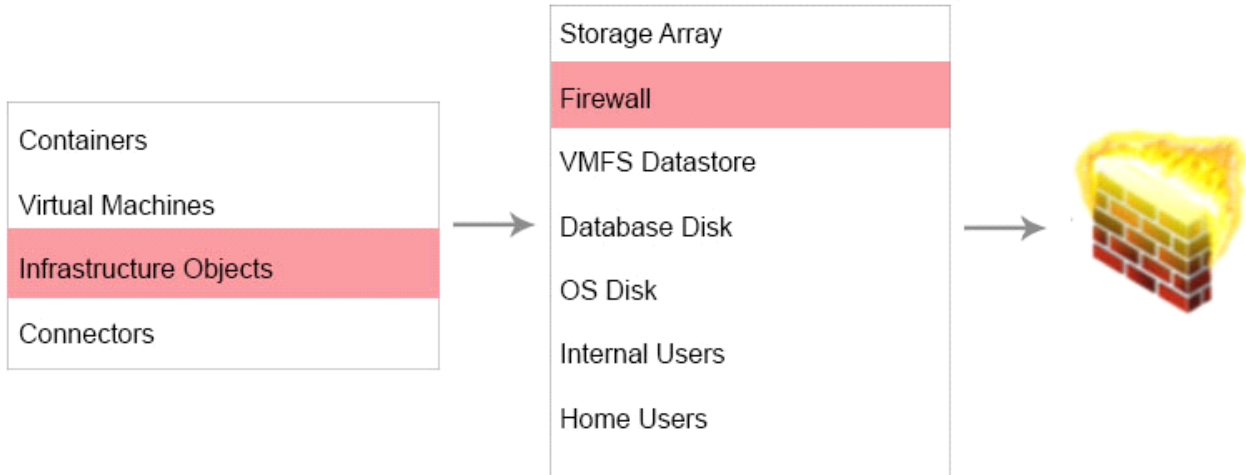 Containers
Virtual Machines
Infrastructure Objects
Connectors
Storage Array
Firewall
VMFS Datastore
Database Disk
OS Disk
Internal Users
Home Users